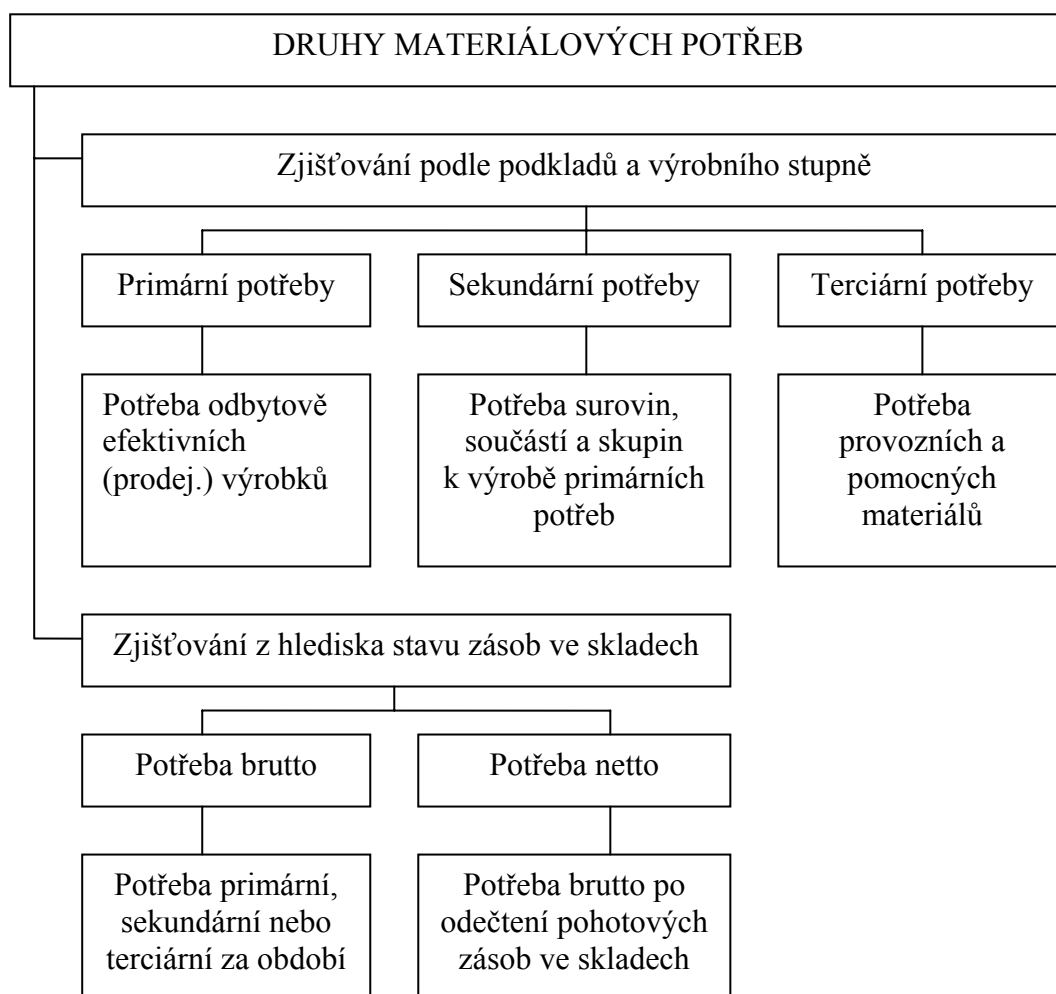 DRUHY MATERIÁLOVÝCH POTŘEB
Zjišťování podle podkladů a výrobního stupně
Primární potřeby
Sekundární potřeby
Terciární potřeby
Potřeba odbytově
efektivních
(prodej.) výrobků
Potřeba surovin,
součástí a skupin
k výrobě primárních
potřeb
Potřeba
provozních a
pomocných
materiálů
Zjišťování z hlediska stavu zásob ve skladech
Potřeba brutto
Potřeba netto
Potřeba primární,
sekundární nebo
terciární za období
Potřeba brutto po
odečtení pohotových
zásob ve skladech